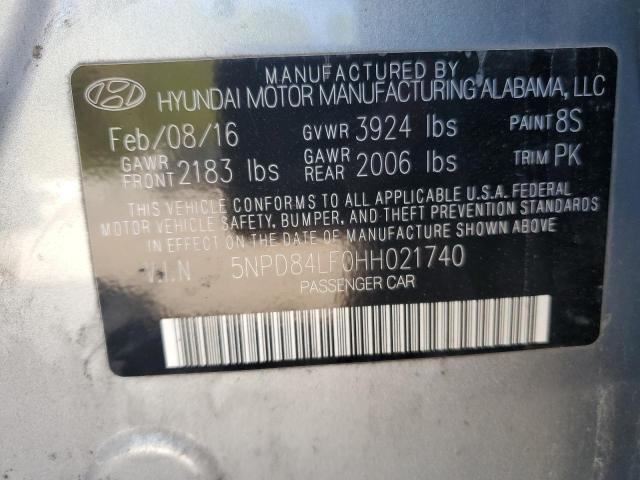 MANUFACTURED BY
HYUNDAI MOTOR MANUFACTURING ALABAMA, LLC
Feb/08/16 GVWR 3924 lbs PAINT 8S
GAWR FRONT 2183 lbs GAWR REAR 2006 lbs TRIM PK
THIS VEHICLE CONFORMS TO ALL APPLICABLE U.S.A. FEDERAL
MOTOR VEHICLE SAFETY, BUMPER, AND THEFT PREVENTION STANDARDS
IN EFFECT ON THE DATE OF MANUFACTURE SHOWN ABOVE.
V.I.N 5NPD84LF0HH021740
PASSENGER CAR